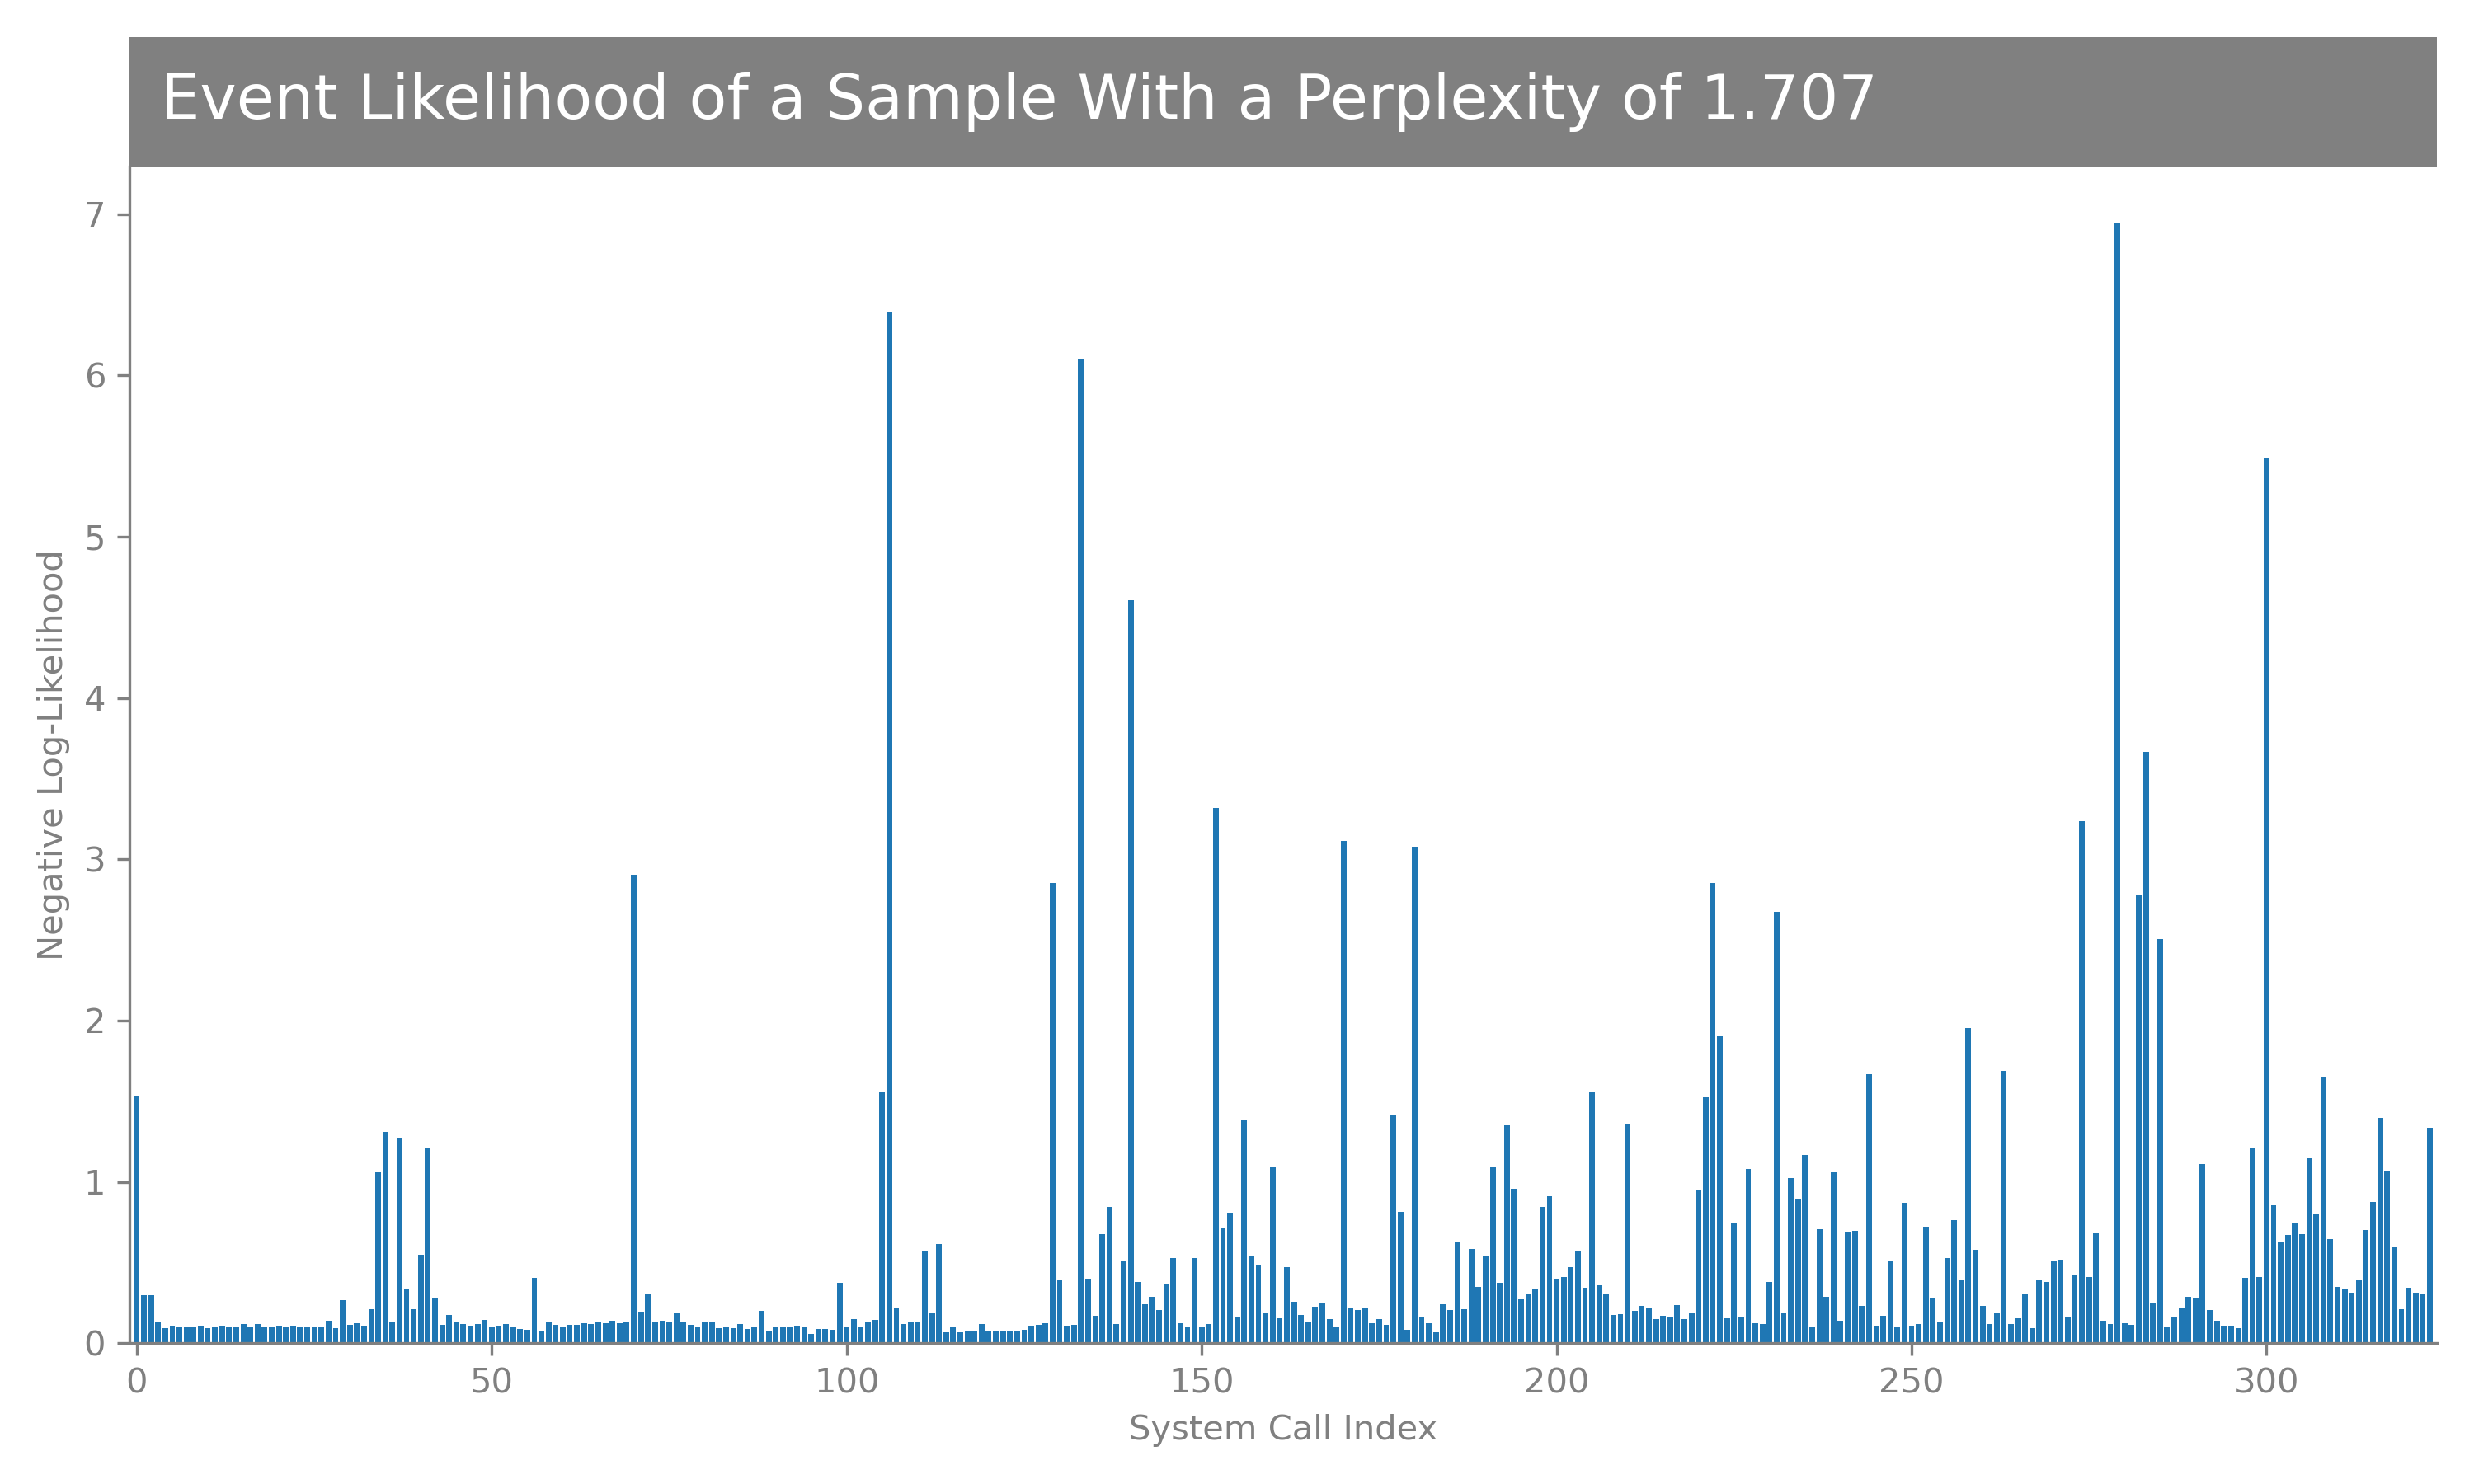 Event Likelihood of a Sample With a Perplexity of 1.707
7
6
5
4
3
2
1
0
Negative Log-Likelihood
0 50 100 150 200 250 300
System Call Index